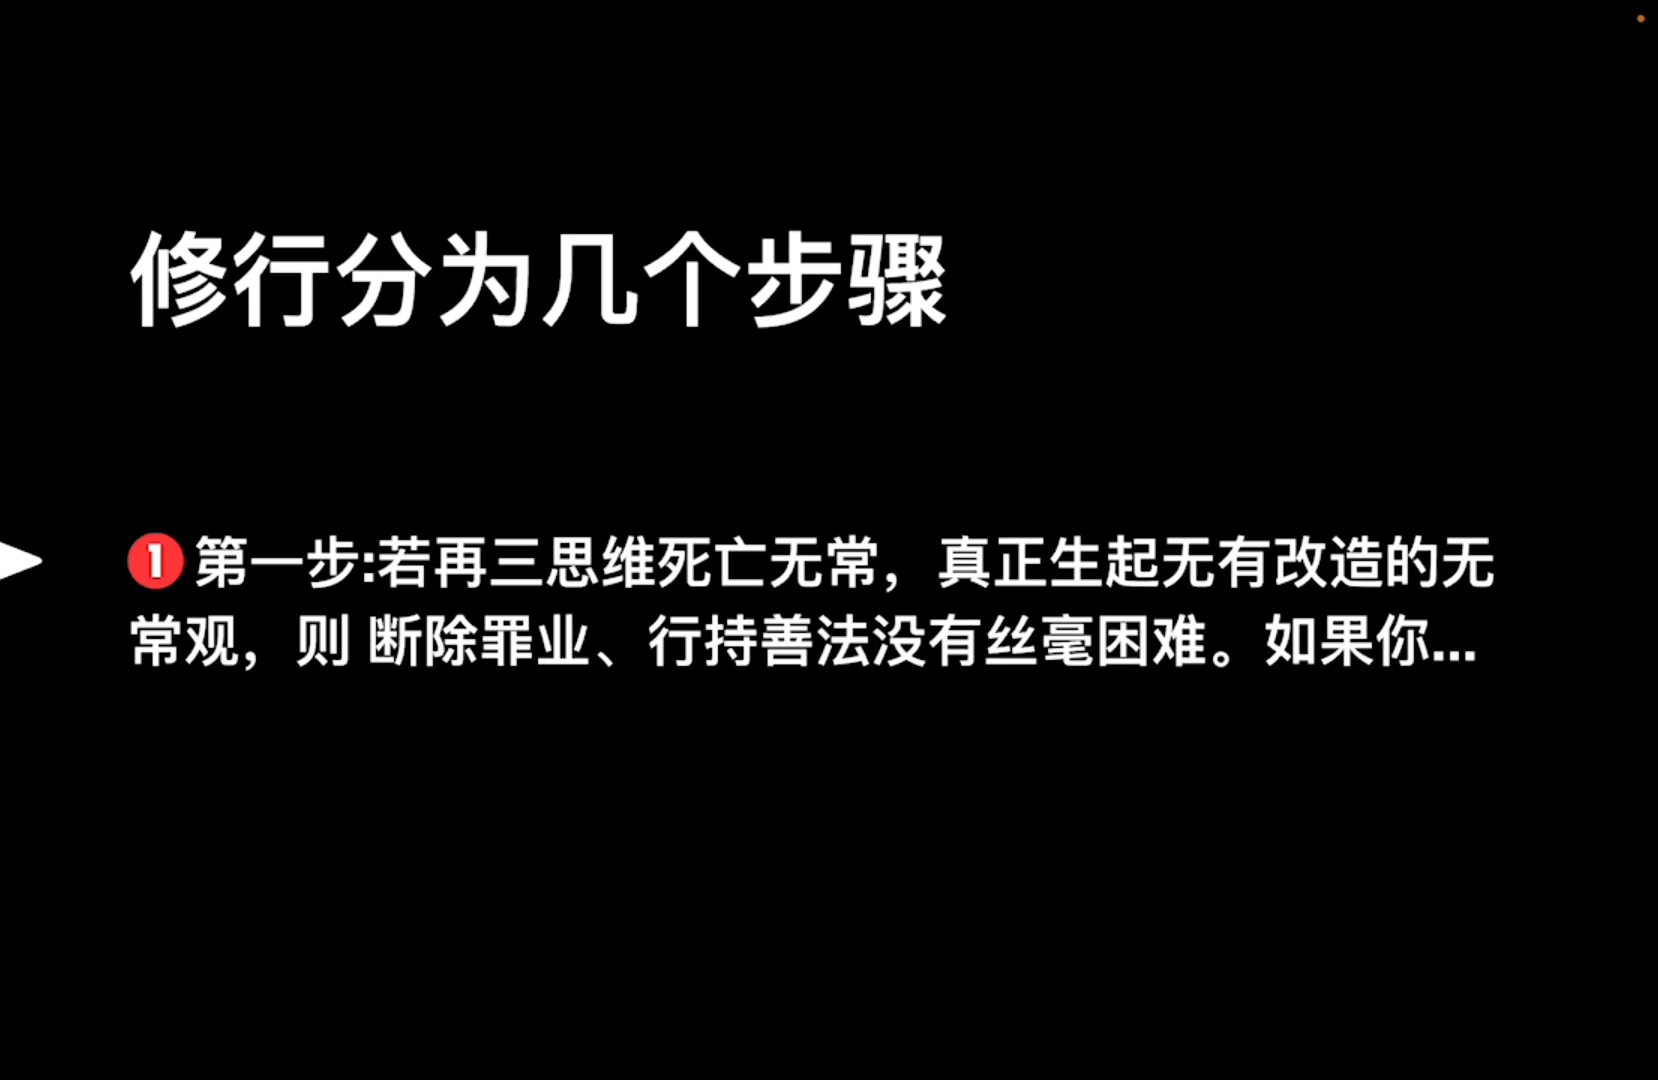 修行分为几个步骤
1 第一步:若再三思维死亡无常，真正生起无有改造的无
常观，则 断除罪业、行持善法没有丝毫困难。如果你...